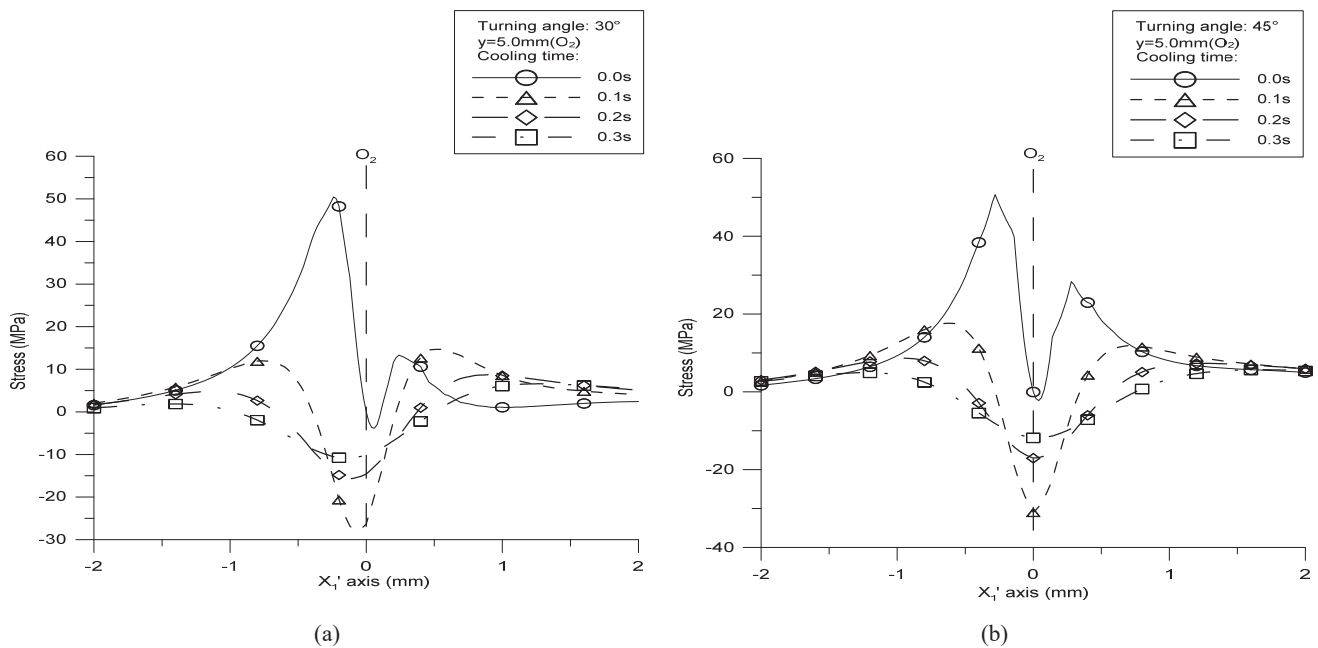 Turning angle: 30°
y=5.0mm(O₂)
Cooling time:
0.0s
0.1s
0.2s
0.3s
O₂
60
50
40
30
20
10
0
-10
-20
-30
Stress (MPa)
-2
-1
0
1
2
X₁' axis (mm)
(a)
Turning angle: 45°
y=5.0mm(O₂)
Cooling time:
0.0s
0.1s
0.2s
0.3s
O₂
60
40
20
0
-20
-40
Stress (MPa)
-2
-1
0
1
2
X₁' axis (mm)
(b)